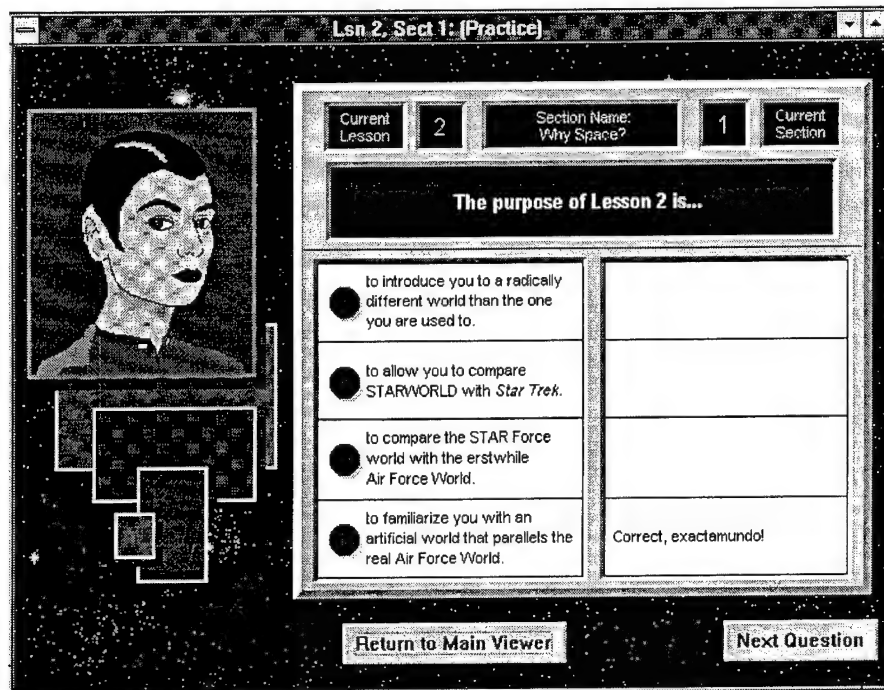 Lsn 2, Sect 1: (Practice)
Current
Lesson
2
Section Name:
Why Space?
1
Current
Section
The purpose of Lesson 2 is...
to introduce you to a radically
different world than the one
you are used to.
to allow you to compare
STARWORLD with Star Trek.
to compare the STAR Force
world with the erstwhile
Air Force World.
to familiarize you with an
artificial world that parallels the
real Air Force World.
Correct, exactamundo!
Return to Main Viewer
Next Question